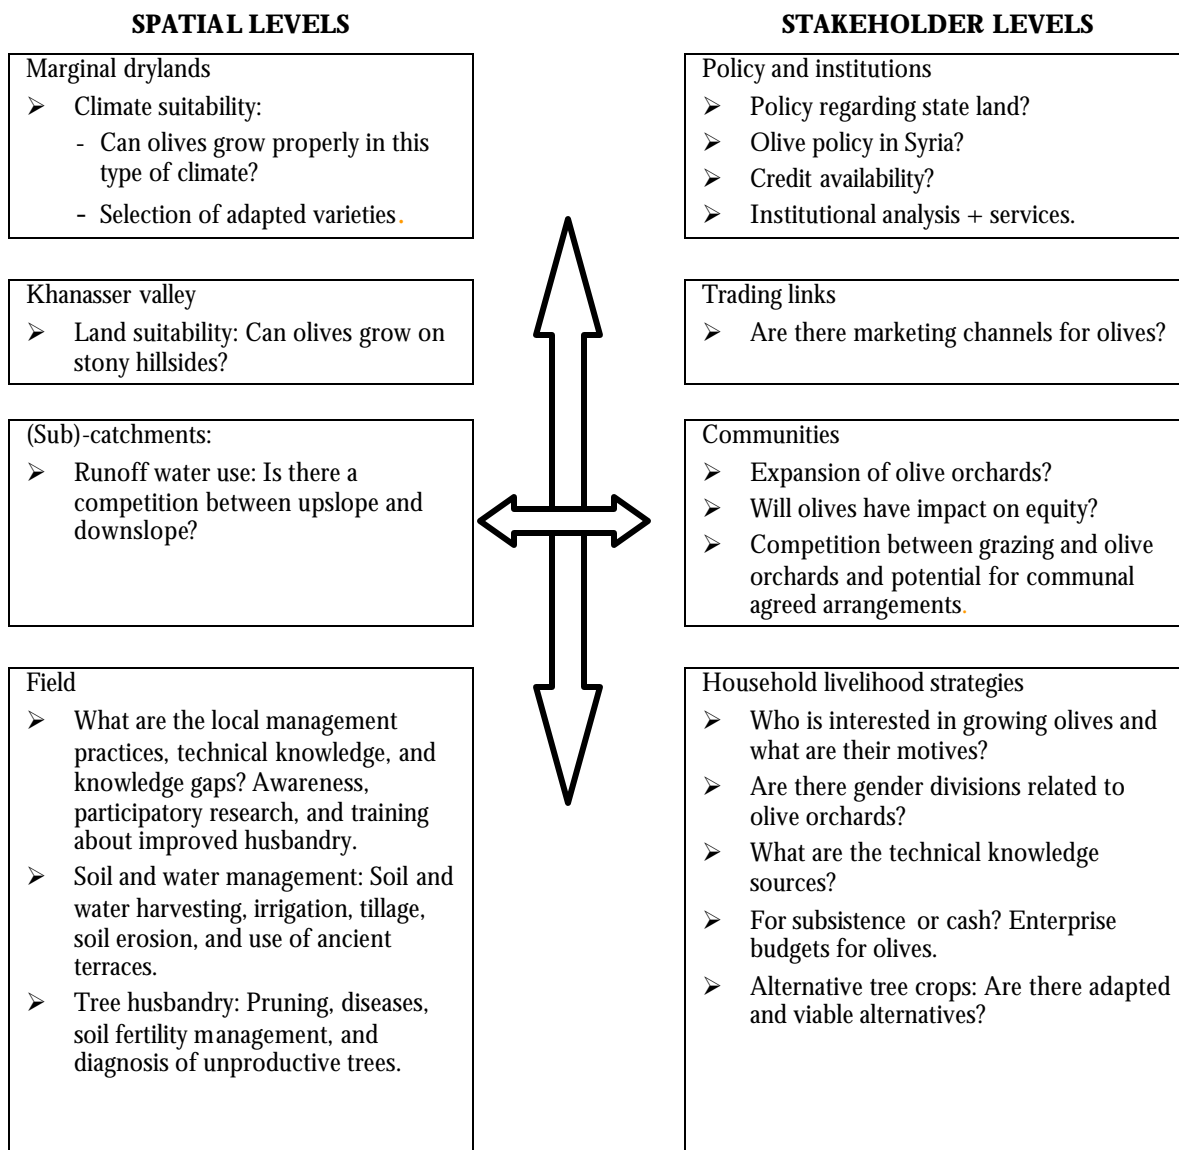 SPATIAL LEVELS
Marginal drylands
➢ Climate suitability:
- Can olives grow properly in this
type of climate?
- Selection of adapted varieties.
Khanasser valley
➢ Land suitability: Can olives grow on
stony hillsides?
(Sub)-catchments:
➢ Runoff water use: Is there a
competition between upslope and
downslope?
Field
➢ What are the local management
practices, technical knowledge, and
knowledge gaps? Awareness,
participatory research, and training
about improved husbandry.
➢ Soil and water management: Soil and
water harvesting, irrigation, tillage,
soil erosion, and use of ancient
terraces.
➢ Tree husbandry: Pruning, diseases,
soil fertility management, and
diagnosis of unproductive trees.
STAKEHOLDER LEVELS
Policy and institutions
➢ Policy regarding state land?
➢ Olive policy in Syria?
➢ Credit availability?
➢ Institutional analysis + services.
Trading links
➢ Are there marketing channels for olives?
Communities
➢ Expansion of olive orchards?
➢ Will olives have impact on equity?
➢ Competition between grazing and olive
orchards and potential for communal
agreed arrangements.
Household livelihood strategies
➢ Who is interested in growing olives and
what are their motives?
➢ Are there gender divisions related to
olive orchards?
➢ What are the technical knowledge
sources?
➢ For subsistence or cash? Enterprise
budgets for olives.
➢ Alternative tree crops: Are there adapted
and viable alternatives?